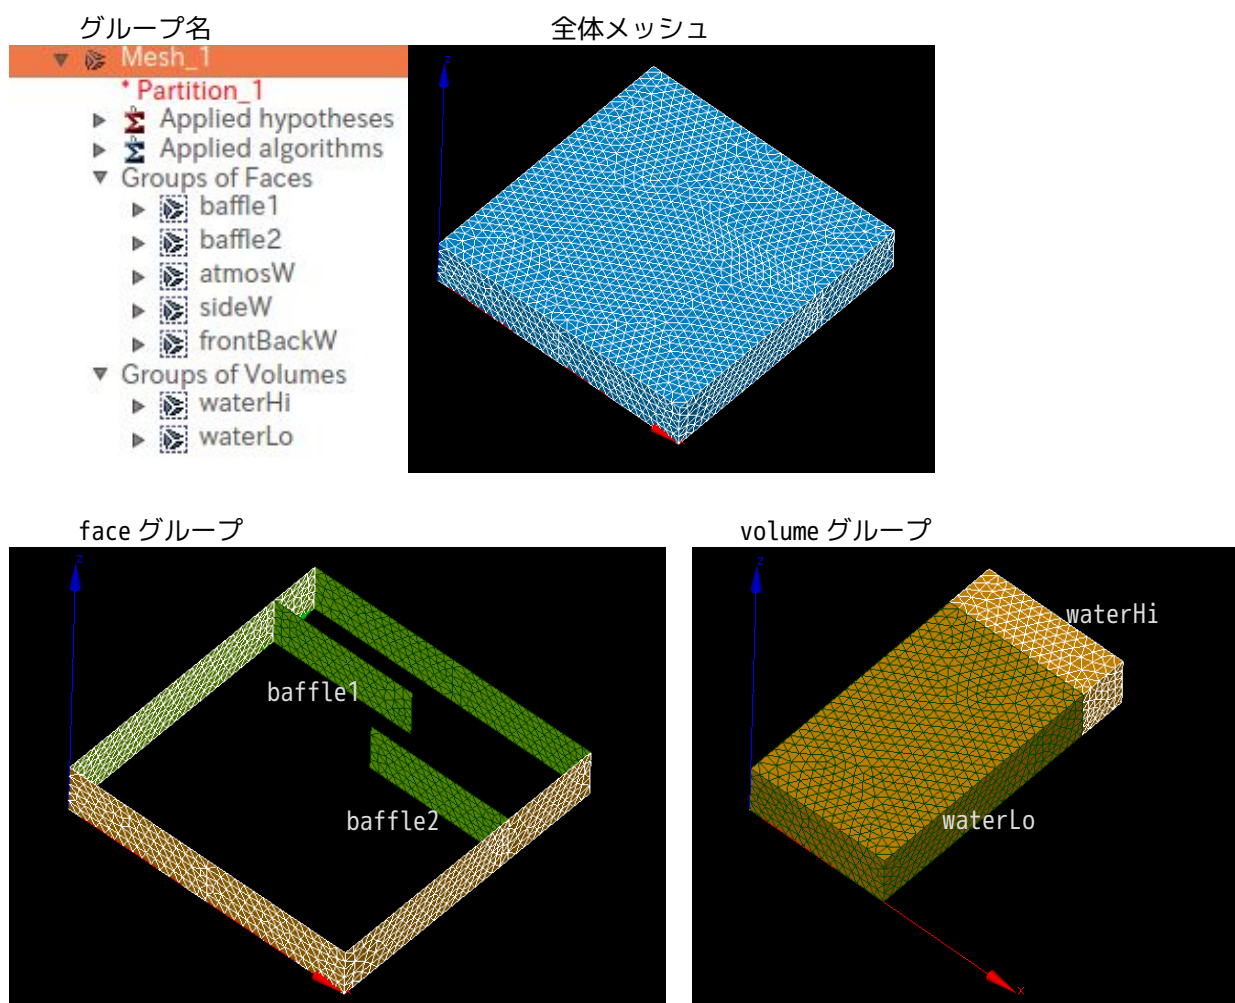 グループ名
全体メッシュ
Mesh_1
* Partition_1
Applied hypotheses
Applied algorithms
Groups of Faces
baffle1
baffle2
atmosW
sideW
frontBackW
Groups of Volumes
waterHi
waterLo
z
face グループ
volume グループ
z
baffle1
baffle2
z
waterHi
waterLo
x